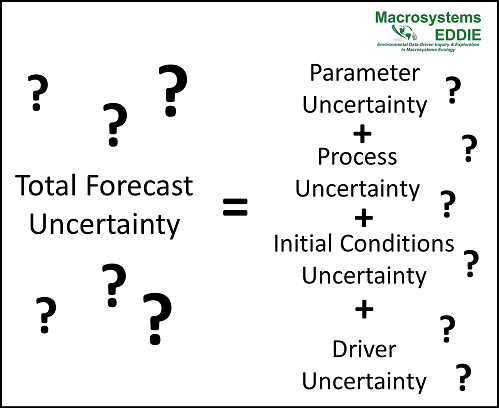 Macrosystems
EDDIE
Environmental Data-Driven Inquiry & Exploration
in Macrosystems Ecology
? ? ?
Total Forecast
Uncertainty
? ? ?
=
Parameter
Uncertainty ?
+
Process ?
Uncertainty ?
+
Initial Conditions
Uncertainty ?
+
?
Driver
Uncertainty ?